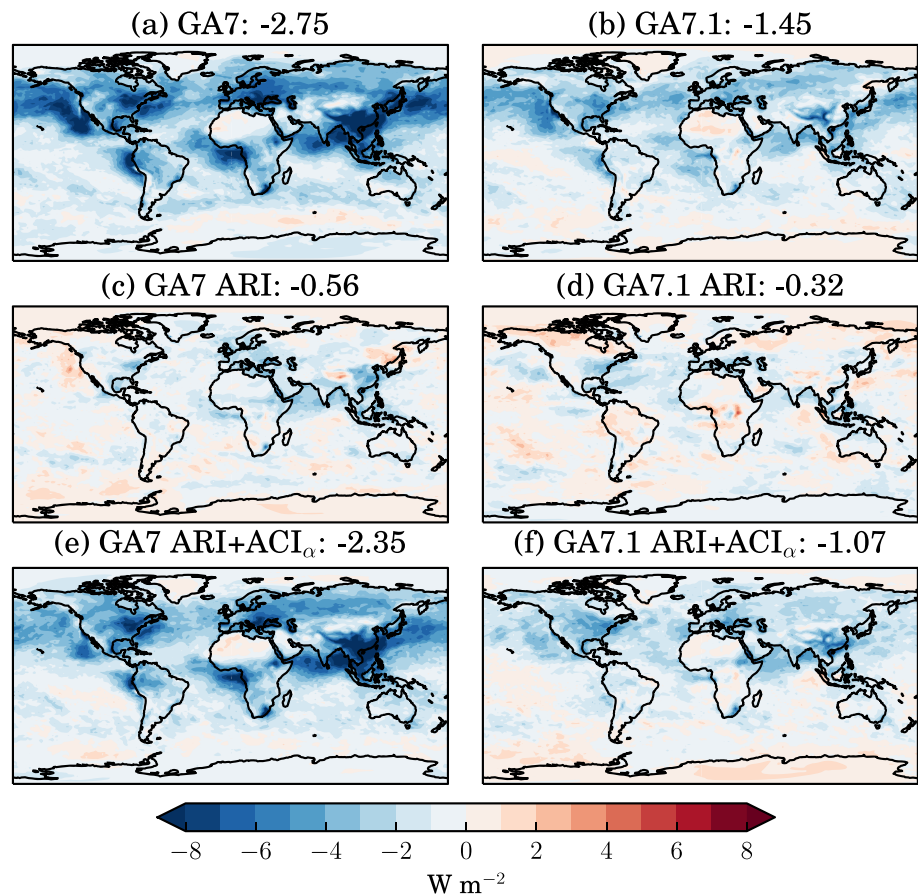 (a) GA7: -2.75
(b) GA7.1: -1.45
(c) GA7 ARI: -0.56
(d) GA7.1 ARI: -0.32
(e) GA7 ARI+ACIα: -2.35
(f) GA7.1 ARI+ACIα: -1.07
−8 −6 −4 −2 0 2 4 6 8
W m−2